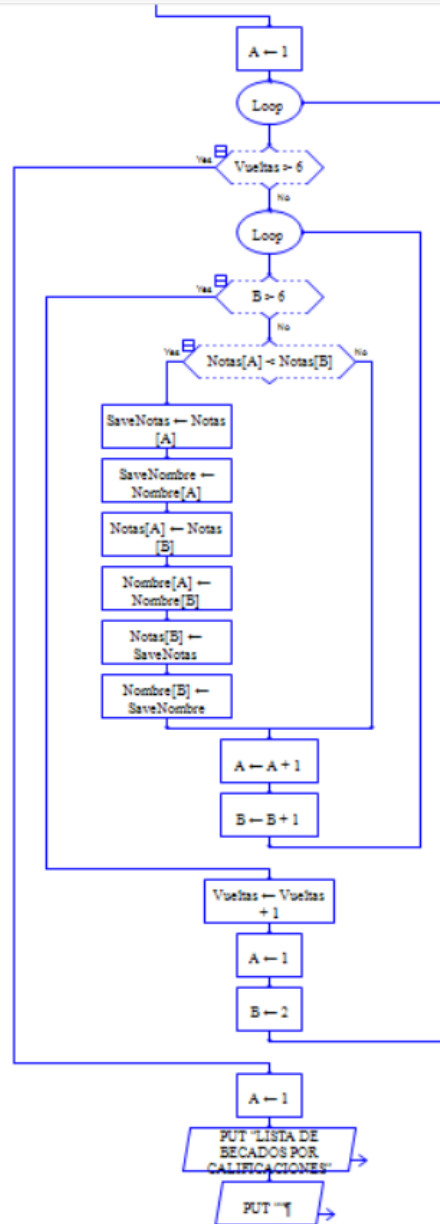 A ← 1
Loop
Yes
Vueltas > 6
No
Loop
Yes
B > 6
No
Yes
Notas[A] < Notas[B]
No
SaveNotas ← Notas
[A]
SaveNombre ←
Nombre[A]
Notas[A] ← Notas
[B]
Nombre[A] ←
Nombre[B]
Notas[B] ←
SaveNotas
Nombre[B] ←
SaveNombre
A ← A + 1
B ← B + 1
Vueltas ← Vueltas
+ 1
A ← 1
B ← 2
A ← 1
PUT "LISTA DE
BECADOS POR
CALIFICACIONES"
PUT ""¶